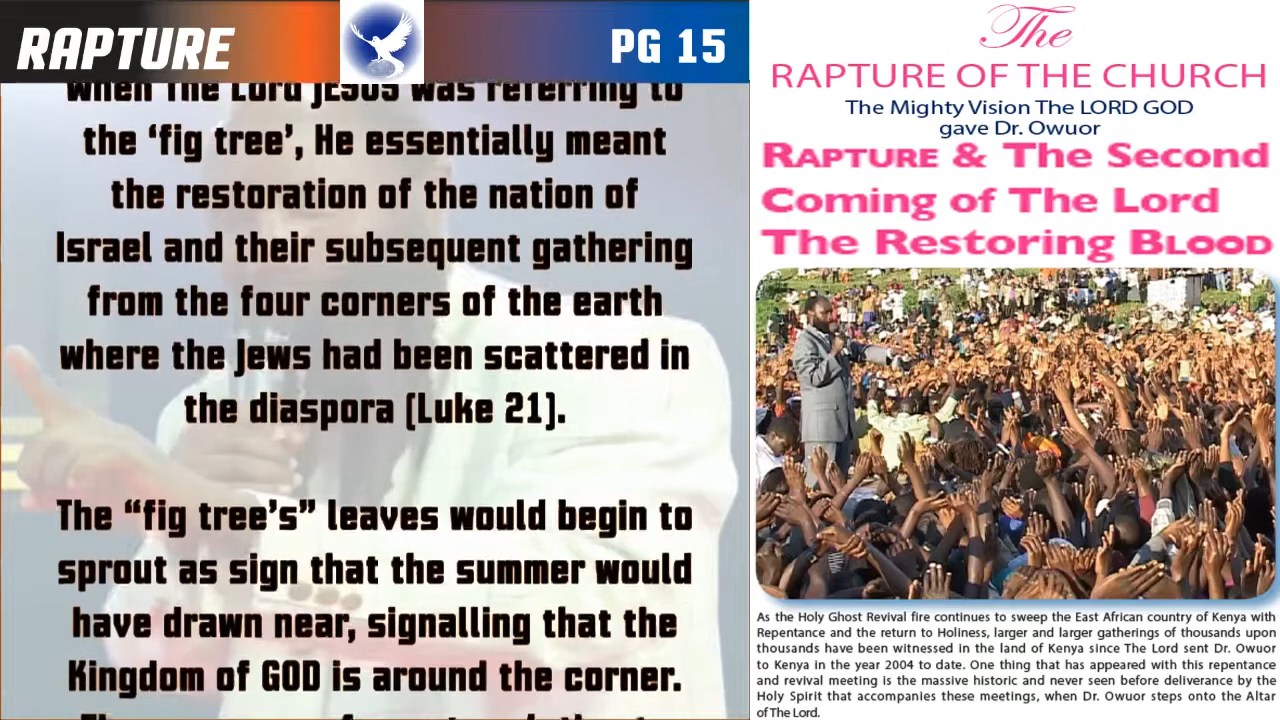 RAPTURE
PG 15
When The Lord JESUS was referring to
the ‘fig tree’, He essentially meant
the restoration of the nation of
Israel and their subsequent gathering
from the four corners of the earth
where the Jews had been scattered in
the diaspora (Luke 21).
The “fig tree’s” leaves would begin to
sprout as sign that the summer would
have drawn near, signalling that the
Kingdom of GOD is around the corner.
The
RAPTURE OF THE CHURCH
The Mighty Vision The LORD GOD
gave Dr. Owuor
RAPTURE & The Second
Coming of The Lord
The Restoring BLOOD
As the Holy Ghost Revival fire continues to sweep the East African country of Kenya with
Repentance and the return to Holiness, larger and larger gatherings of thousands upon
thousands have been witnessed in the land of Kenya since The Lord sent Dr. Owuor
to Kenya in the year 2004 to date. One thing that has appeared with this repentance
and revival meeting is the massive historic and never seen before deliverance by the
Holy Spirit that accompanies these meetings, when Dr. Owuor steps onto the Altar
of The Lord.